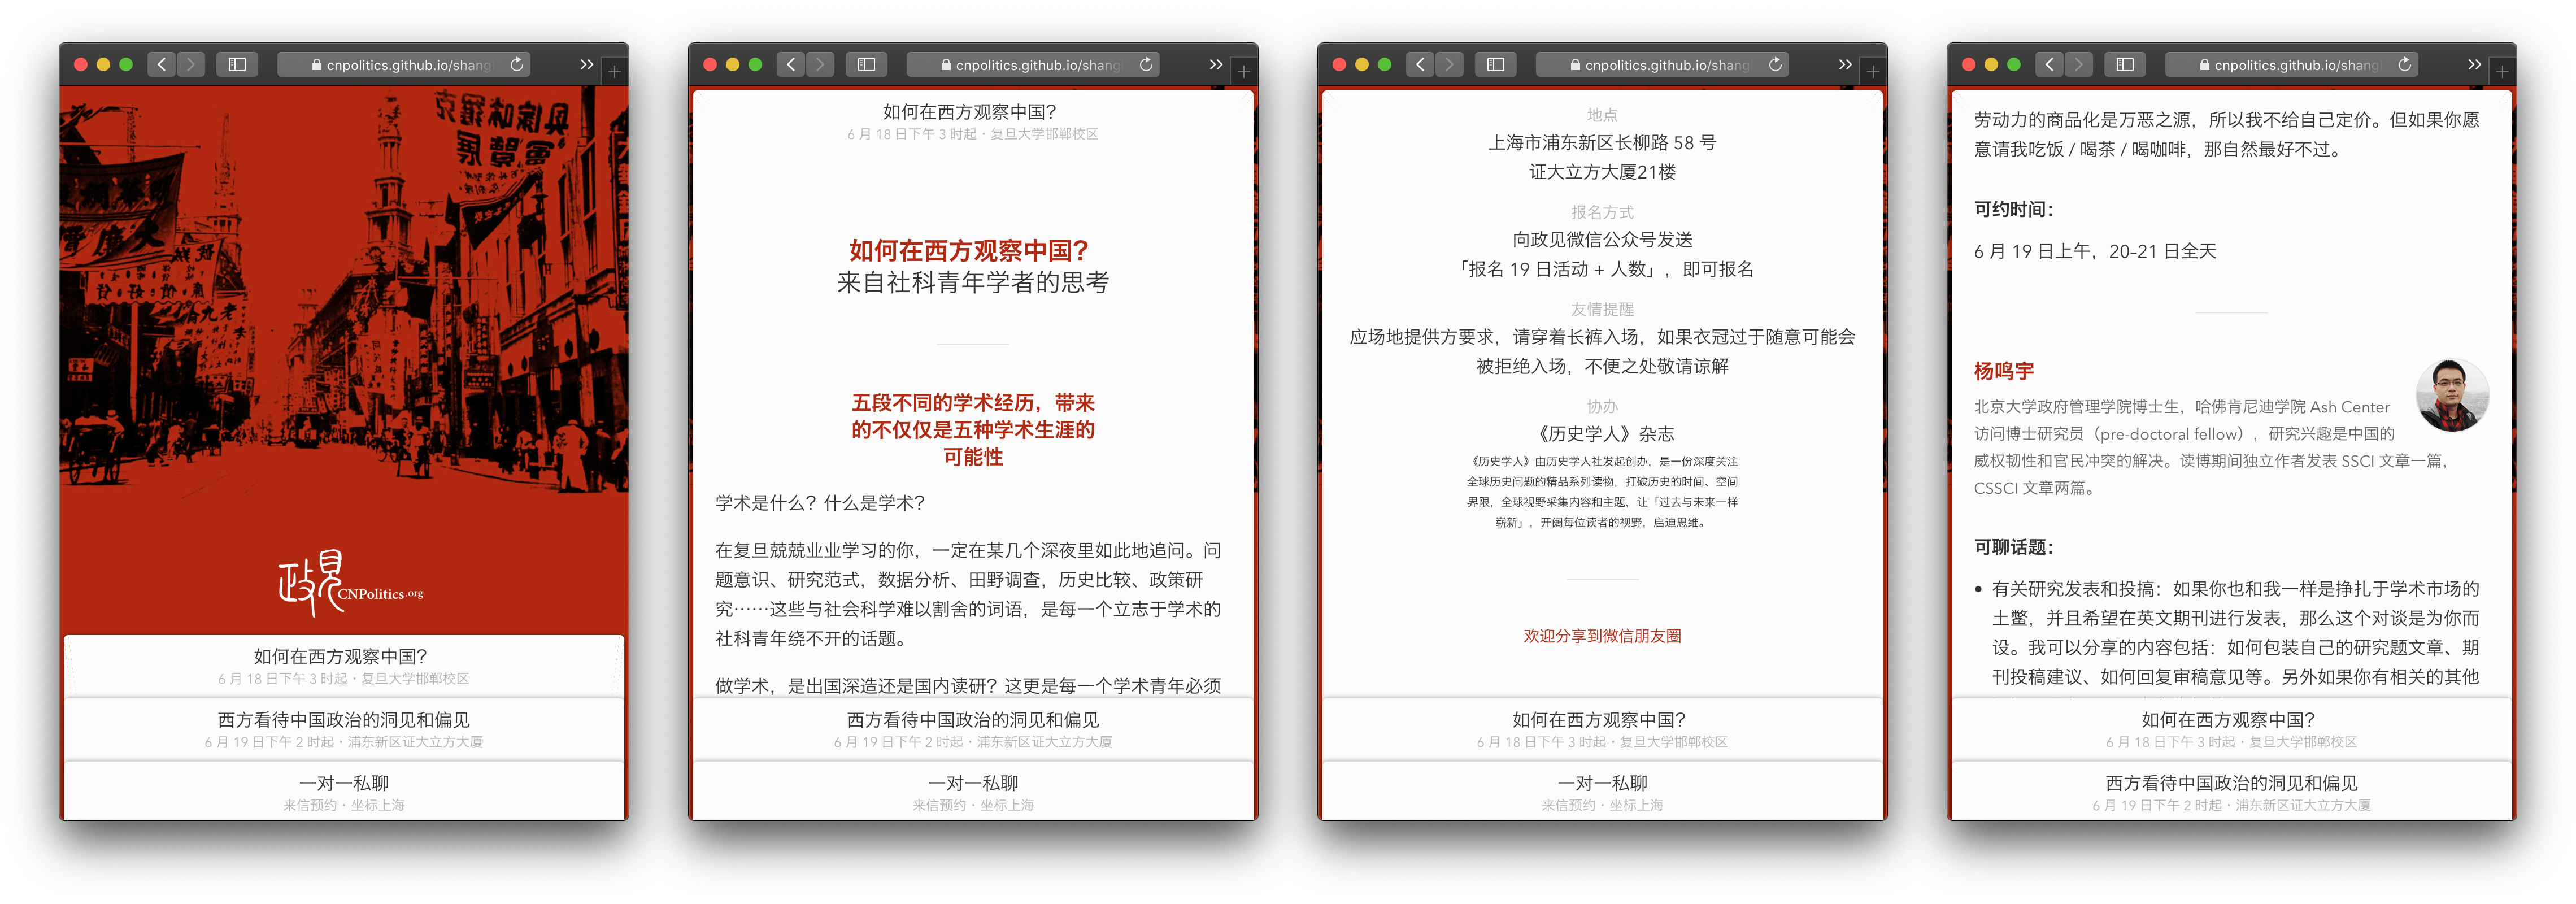 cnpolitics.github.io/shang
政見
CNPolitics.org
如何在西方观察中国？
6 月 18 日下午 3 时起・复旦大学邯郸校区
西方看待中国政治的洞见和偏见
6 月 19 日下午 2 时起・浦东新区证大立方大厦
一对一私聊
来信预约・坐标上海
cnpolitics.github.io/shang
如何在西方观察中国？
6 月 18 日下午 3 时起・复旦大学邯郸校区
如何在西方观察中国？
来自社科青年学者的思考
五段不同的学术经历，带来
的不仅仅是五种学术生涯的
可能性
学术是什么？什么是学术？
在复旦兢兢业业学习的你，一定在某几个深夜里如此地追问。问
题意识、研究范式，数据分析、田野调查，历史比较、政策研
究……这些与社会科学难以割舍的词语，是每一个立志于学术的
社科青年绕不开的话题。
做学术，是出国深造还是国内读研？这更是每一个学术青年必须
西方看待中国政治的洞见和偏见
6 月 19 日下午 2 时起・浦东新区证大立方大厦
一对一私聊
来信预约・坐标上海
cnpolitics.github.io/shang
地点
上海市浦东新区长柳路 58 号
证大立方大厦21楼
报名方式
向政见微信公众号发送
「报名 19 日活动 + 人数」，即可报名
友情提醒
应场地提供方要求，请穿着长裤入场，如果衣冠过于随意可能会
被拒绝入场，不便之处敬请谅解
协办
《历史学人》杂志
《历史学人》由历史学人社发起创办，是一份深度关注
全球历史问题的精品系列读物，打破历史的时间、空间
界限，全球视野采集内容和主题，让「过去与未来一样
崭新」，开阔每位读者的视野，启迪思维。
欢迎分享到微信朋友圈
如何在西方观察中国？
6 月 18 日下午 3 时起・复旦大学邯郸校区
一对一私聊
来信预约・坐标上海
cnpolitics.github.io/shang
劳动力的商品化是万恶之源，所以我不给自己定价。但如果你愿
意请我吃饭 / 喝茶 / 喝咖啡，那自然最好不过。
可约时间：
6 月 19 日上午，20–21 日全天
杨鸣宇
北京大学政府管理学院博士生，哈佛肯尼迪学院 Ash Center
访问博士研究员（pre-doctoral fellow），研究兴趣是中国的
威权韧性和官民冲突的解决。读博期间独立作者发表 SSCI 文章一篇，
CSSCI 文章两篇。
可聊话题：
• 有关研究发表和投搞：如果你也和我一样是挣扎于学术市场的
土鳖，并且希望在英文期刊进行发表，那么这个对谈是为你而
设。我可以分享的内容包括：如何包装自己的研究题文章、期
刊投稿建议、如何回复审稿意见等。另外如果你有相关的其他
如何在西方观察中国？
6 月 18 日下午 3 时起・复旦大学邯郸校区
西方看待中国政治的洞见和偏见
6 月 19 日下午 2 时起・浦东新区证大立方大厦